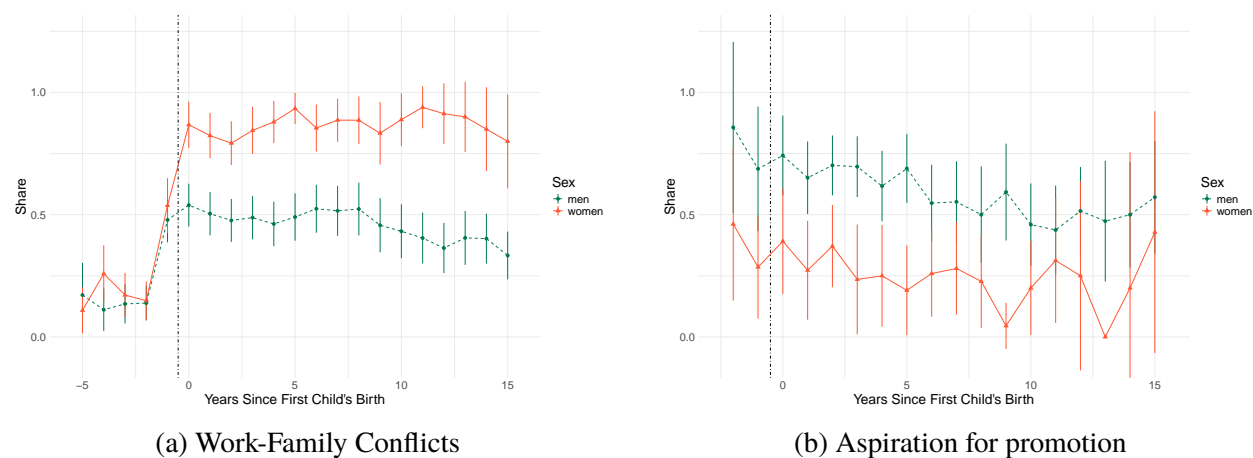 1.0
0.5
0.0
Share
−5
0
5
10
15
Years Since First Child's Birth
Sex
men
women
(a) Work-Family Conflicts
1.0
0.5
0.0
Share
0
5
10
15
Years Since First Child's Birth
Sex
men
women
(b) Aspiration for promotion